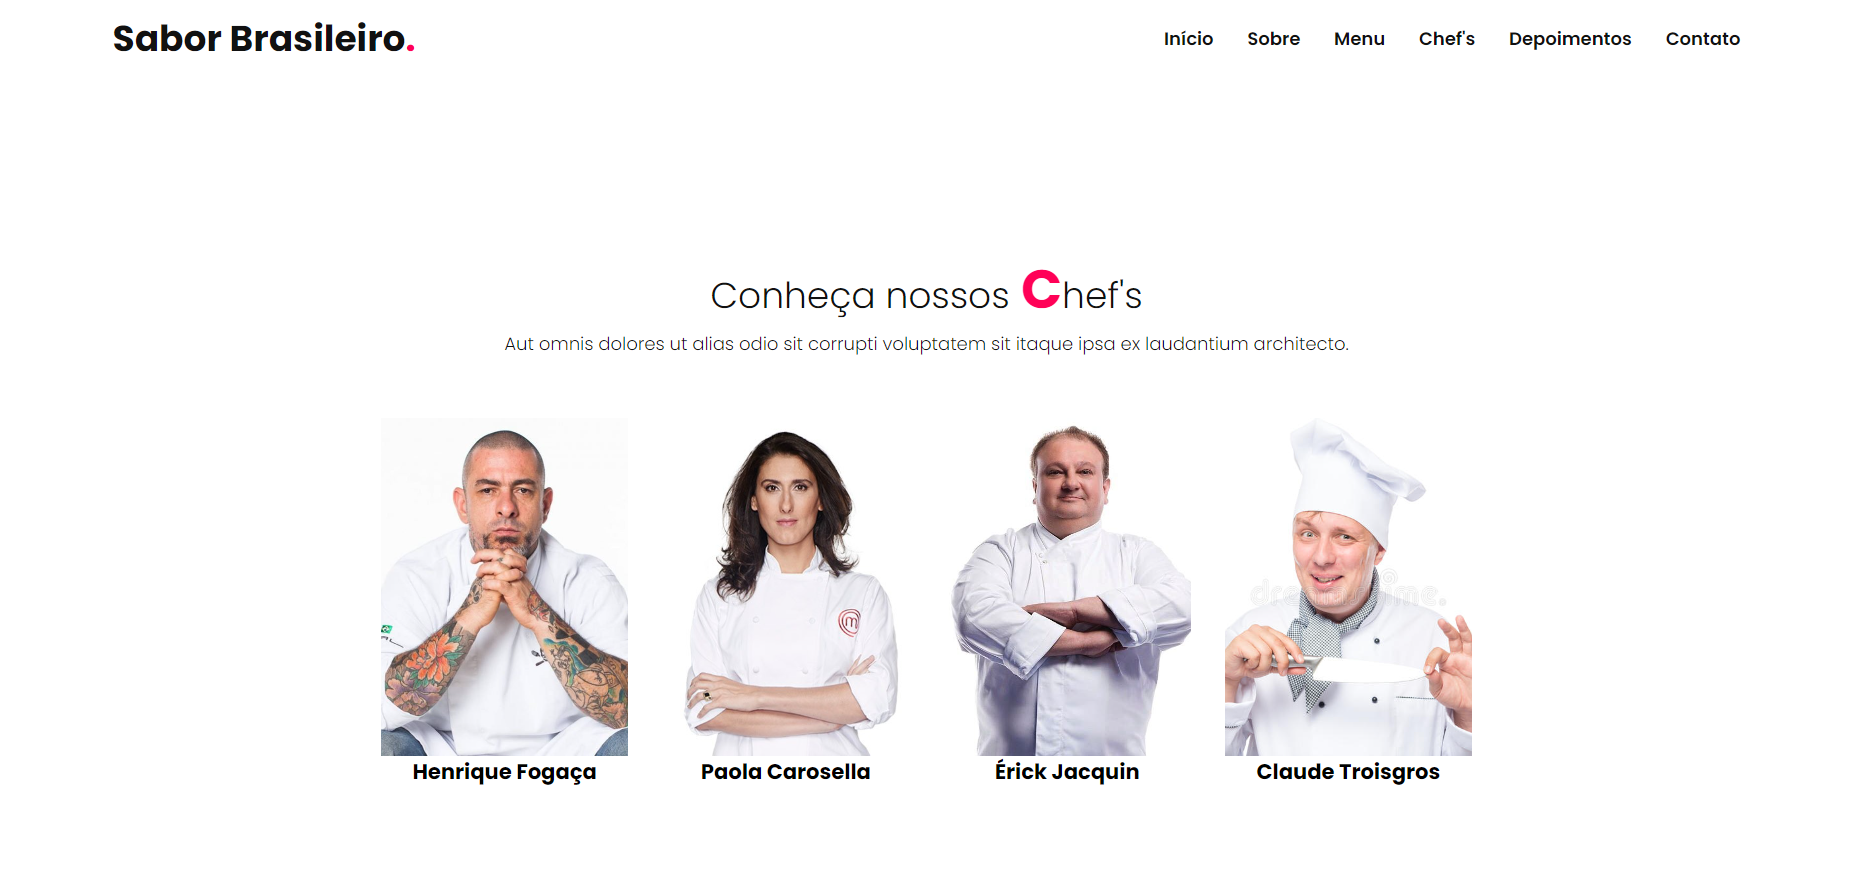 Sabor Brasileiro.
Início Sobre Menu Chef's Depoimentos Contato
Conheça nossos Chef's
Aut omnis dolores ut alias odio sit corrupti voluptatem sit itaque ipsa ex laudantium architecto.
m
Henrique Fogaça Paola Carosella Érick Jacquin Claude Troisgros